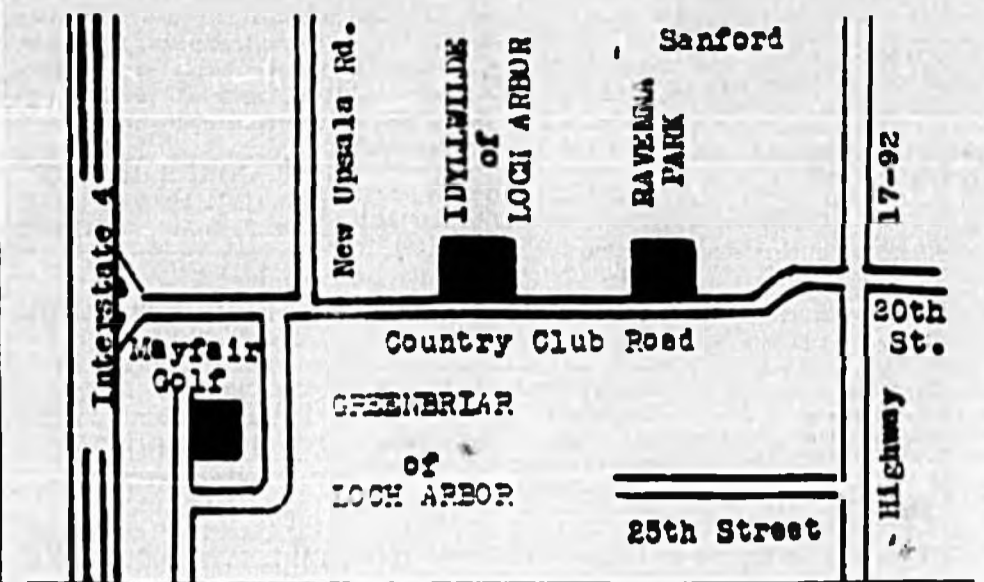 Sanford
New Upsala Rd.
IDYLLWILDE
of
LOCH ARBOR
RAVENNA
PARK
17-92
Interstate 4
20th
St.
Mayfair
Golf
Country Club Road
GREENBRIAR
of
LOCH ARBOR
Highway
25th Street